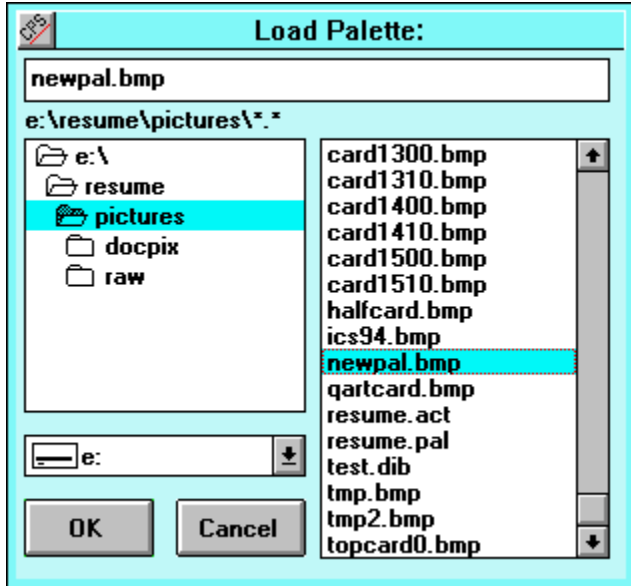 CPS
Load Palette:
newpal.bmp
e:\resume\pictures\*.*
e:\
resume
pictures
docpix
raw
e:
OK
Cancel
card1300.bmp
card1310.bmp
card1400.bmp
card1410.bmp
card1500.bmp
card1510.bmp
halfcard.bmp
ics94.bmp
newpal.bmp
qartcard.bmp
resume.act
resume.pal
test.dib
tmp.bmp
tmp2.bmp
topcard0.bmp